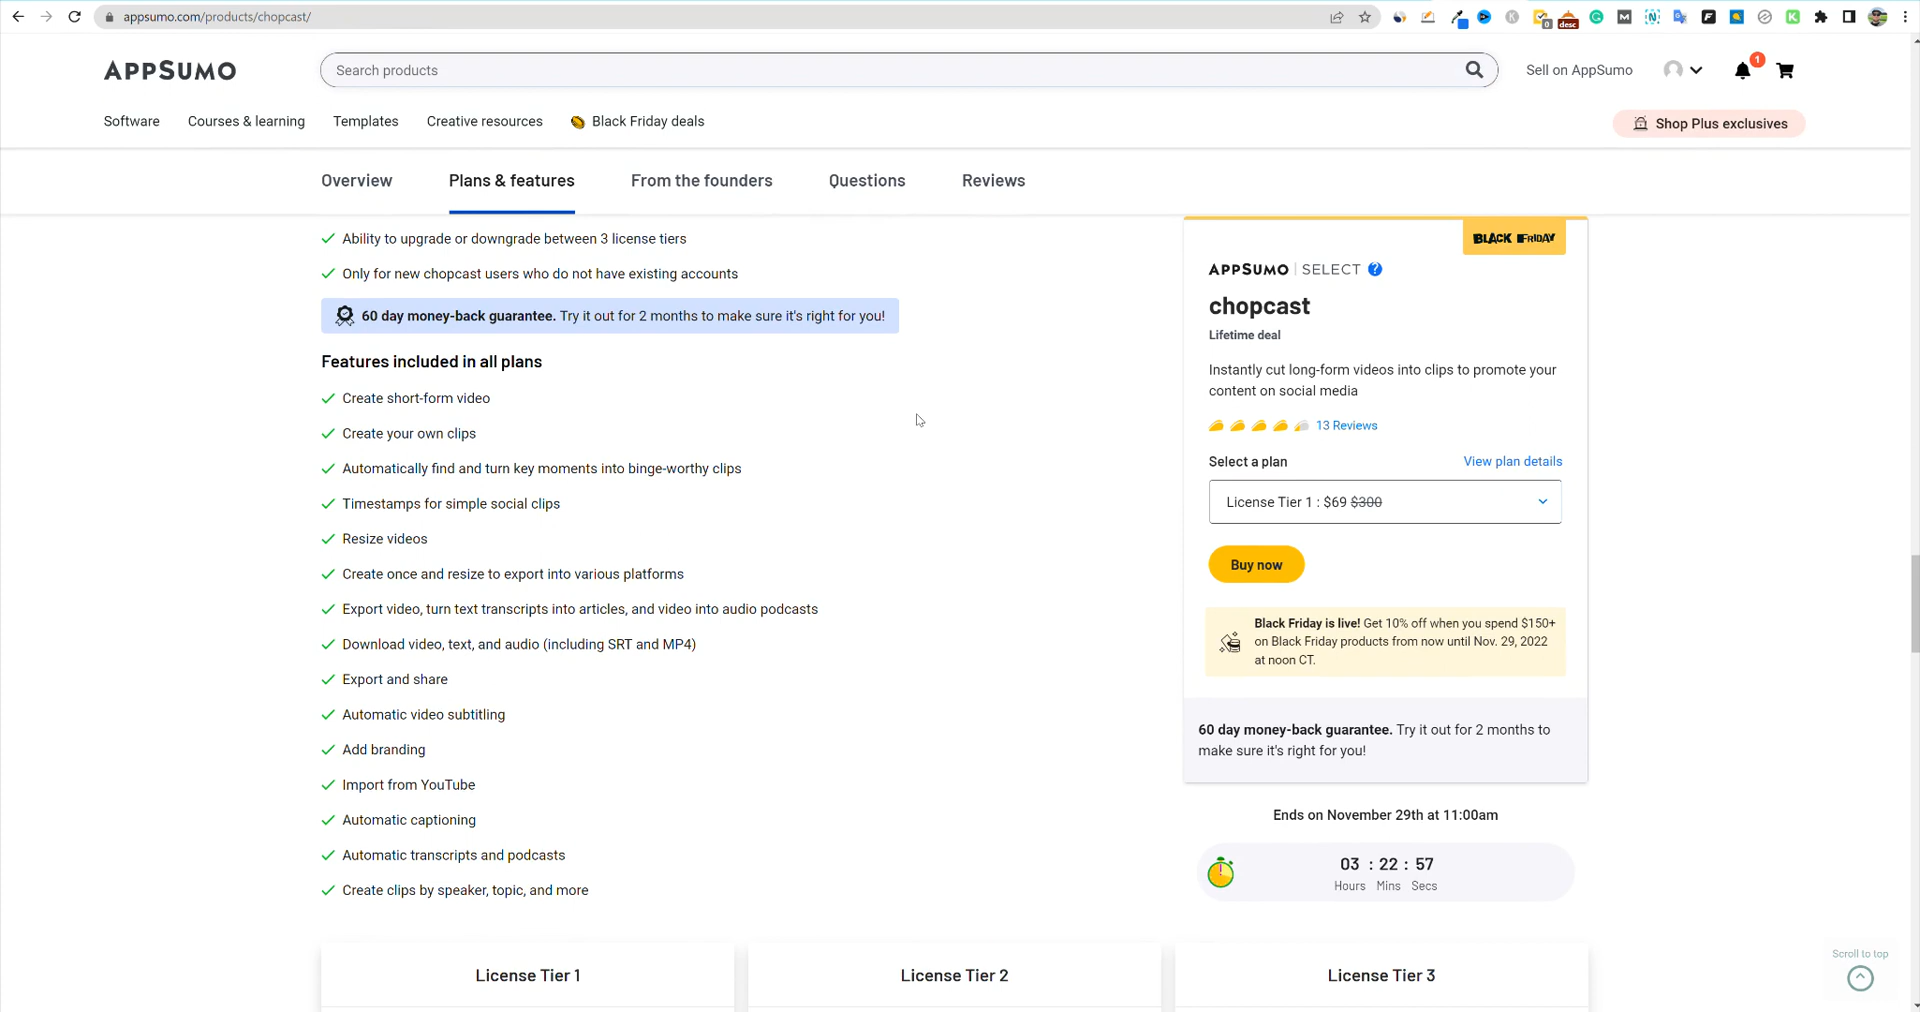 appsumo.com/products/chopcast/
0
desc
APPSUMO
Search products
Sell on AppSumo
1
Software
Courses & learning
Templates
Creative resources
Black Friday deals
Shop Plus exclusives
Overview
Plans & features
From the founders
Questions
Reviews
Ability to upgrade or downgrade between 3 license tiers
Only for new chopcast users who do not have existing accounts
60 day money-back guarantee. Try it out for 2 months to make sure it's right for you!
Features included in all plans
Create short-form video
Create your own clips
Automatically find and turn key moments into binge-worthy clips
Timestamps for simple social clips
Resize videos
Create once and resize to export into various platforms
Export video, turn text transcripts into articles, and video into audio podcasts
Download video, text, and audio (including SRT and MP4)
Export and share
Automatic video subtitling
Add branding
Import from YouTube
Automatic captioning
Automatic transcripts and podcasts
Create clips by speaker, topic, and more
BLACK FRIDAY
APPSUMO | SELECT ?
chopcast
Lifetime deal
Instantly cut long-form videos into clips to promote your
content on social media
13 Reviews
Select a plan
View plan details
License Tier 1 : $69 $300
Buy now
Black Friday is live! Get 10% off when you spend $150+
on Black Friday products from now until Nov. 29, 2022
at noon CT.
60 day money-back guarantee. Try it out for 2 months to
make sure it's right for you!
Ends on November 29th at 11:00am
03 : 22 : 57
Hours Mins Secs
License Tier 1
License Tier 2
License Tier 3
Scroll to top